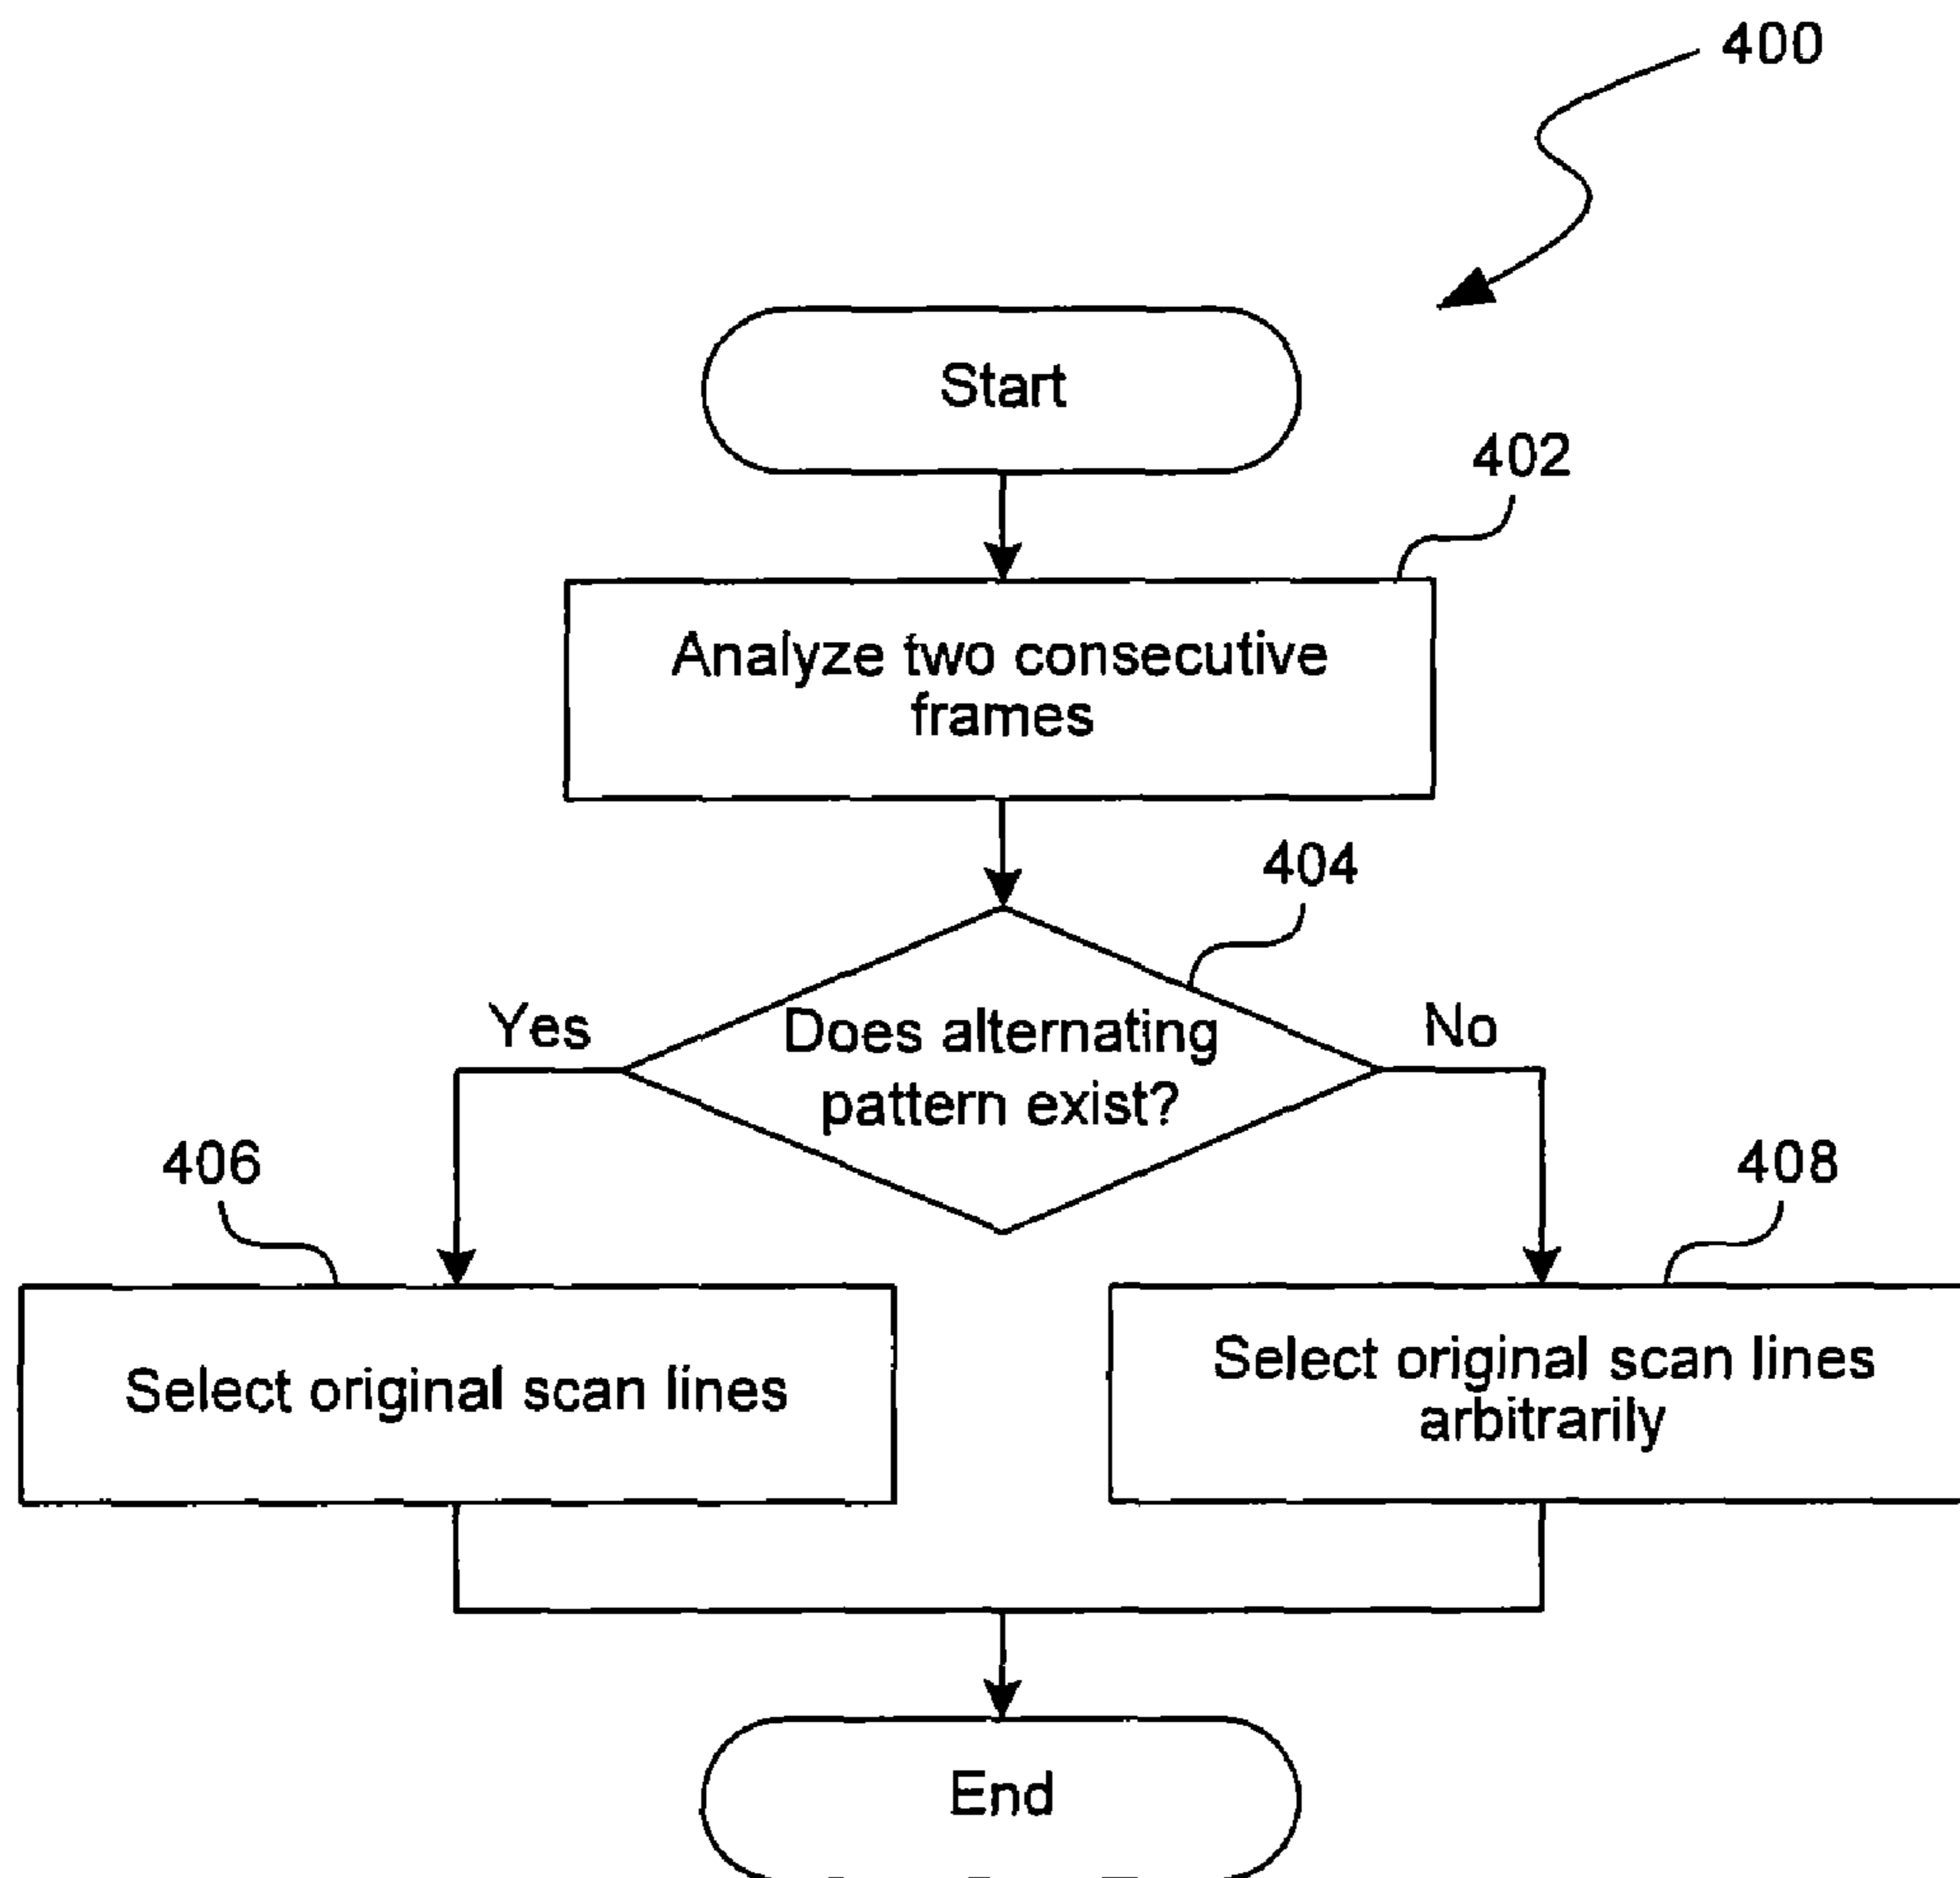 400
Start
402
Analyze two consecutive
frames
404
Yes
Does alternating
pattern exist?
No
406
408
Select original scan lines
Select original scan lines
arbitrarily
End